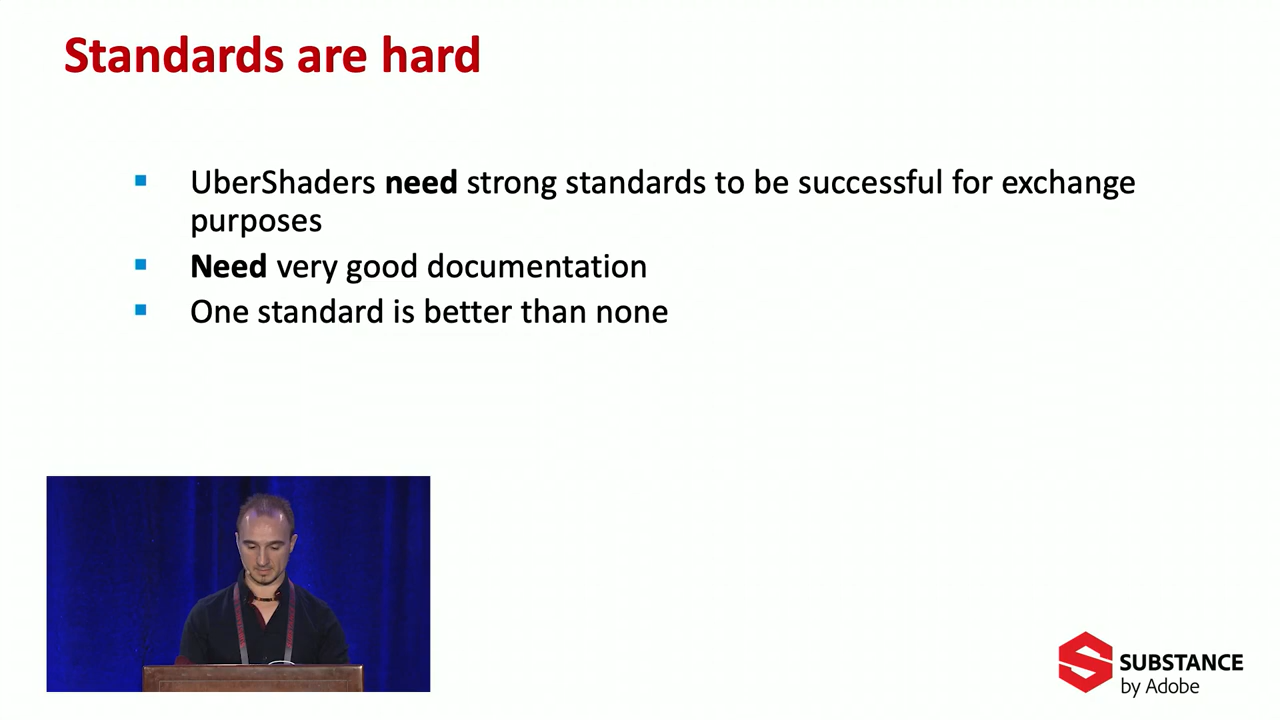 Standards are hard
UberShaders need strong standards to be successful for exchange
purposes
Need very good documentation
One standard is better than none
SUBSTANCE
by Adobe